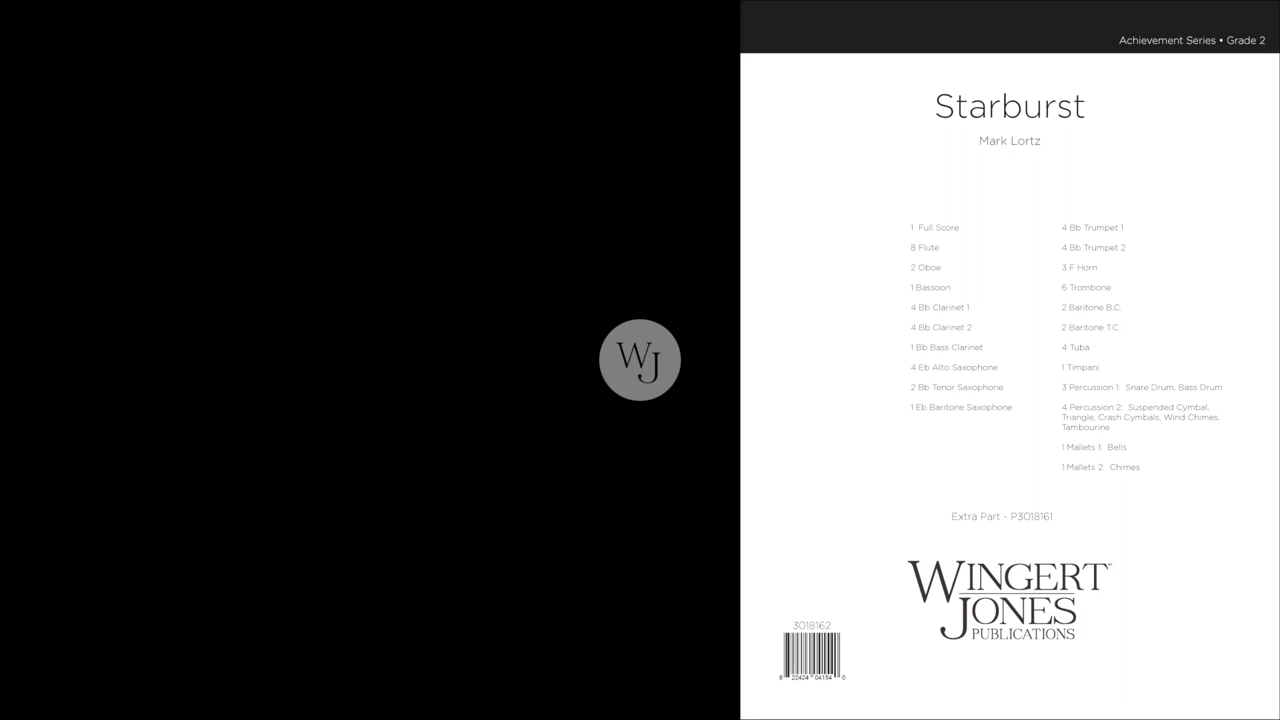 Achievement Series • Grade 2
Starburst
Mark Lortz
1 Full Score
8 Flute
2 Oboe
1 Bassoon
4 Bb Clarinet 1
4 Bb Clarinet 2
1 Bb Bass Clarinet
4 Eb Alto Saxophone
2 Bb Tenor Saxophone
1 Eb Baritone Saxophone
4 Bb Trumpet 1
4 Bb Trumpet 2
3 F Horn
6 Trombone
2 Baritone B.C.
2 Baritone T.C.
4 Tuba
1 Timpani
3 Percussion 1: Snare Drum, Bass Drum
4 Percussion 2: Suspended Cymbal,
Triangle, Crash Cymbals, Wind Chimes,
Tambourine
1 Mallets 1: Bells
1 Mallets 2: Chimes
Extra Part - P3018161
WJ
WINGERT
JONES
PUBLICATIONS
3018162
8 22424 04154 0